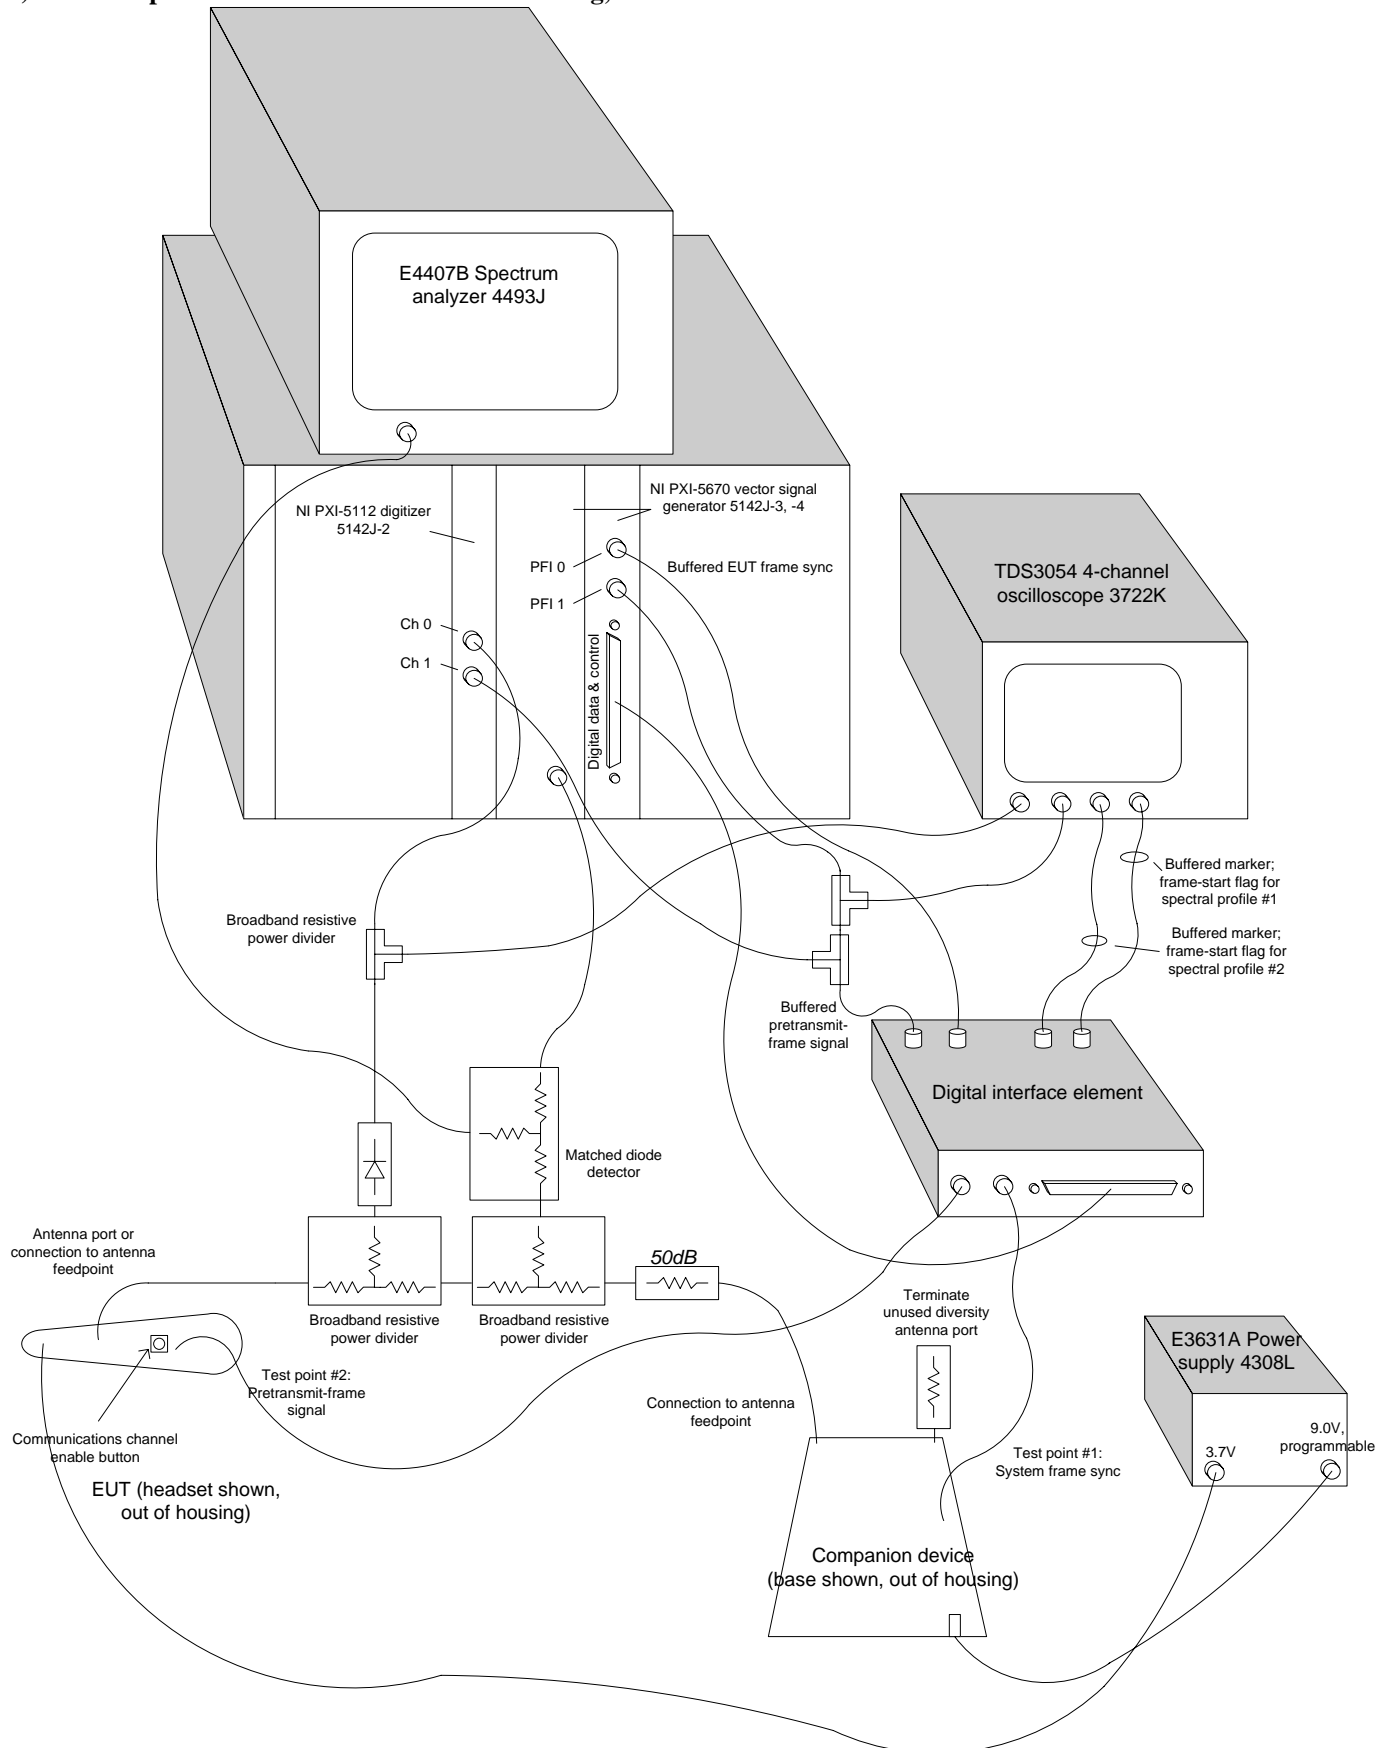 E4407B Spectrum
analyzer 4493J
NI PXI-5112 digitizer
5142J-2
NI PXI-5670 vector signal
generator 5142J-3, -4
PFI 0
Buffered EUT frame sync
PFI 1
Ch 0
Ch 1
Digital data & control
TDS3054 4-channel
oscilloscope 3722K
Buffered marker;
frame-start flag for
spectral profile #1
Buffered marker;
frame-start flag for
spectral profile #2
Broadband resistive
power divider
Buffered
pretransmit-
frame signal
Digital interface element
Matched diode
detector
Antenna port or
connection to antenna
feedpoint
50dB
Broadband resistive
power divider
Broadband resistive
power divider
Terminate
unused diversity
antenna port
E3631A Power
supply 4308L
Test point #2:
Pretransmit-frame
signal
Connection to antenna
feedpoint
Communications channel
enable button
EUT (headset shown,
out of housing)
Test point #1:
System frame sync
3.7V
9.0V,
programmable
Companion device
(base shown, out of housing)